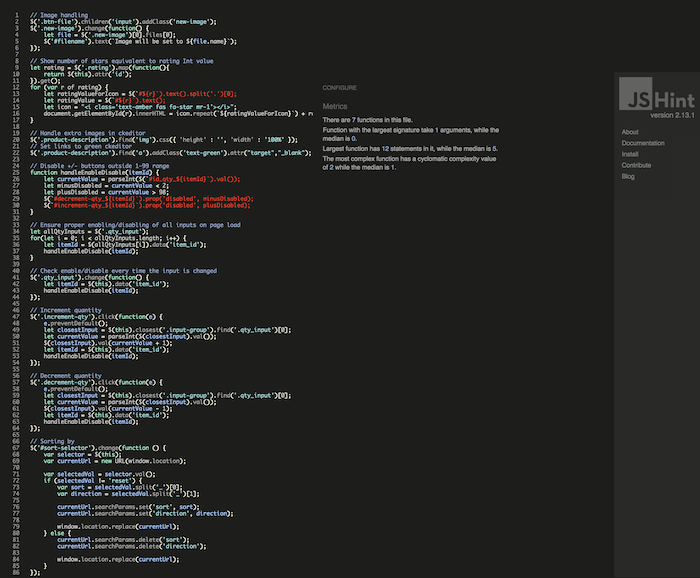 1 // Image handling
2 $('.btn-file').children('input').addClass('new-image');
3 $('.new-image').change(function() {
4 let file = $('.new-image')[0].files[0];
5 $('#filename').text(`Image will be set to ${file.name}`);
6 });
7
8 // Show number of stars equivalent to rating Int value
9 let rating = $('.rating').map(function(){
10 return $(this).attr('id');
11 }).get();
12 for (var r of rating) {
13 let ratingValueForIcon = $(`#${r}`).text().split('.')[0];
14 let ratingValue = $(`#${r}`).text();
15 let icon = "<i class='text-amber fas fa-star mr-1'></i>";
16 document.getElementById(r).innerHTML = icon.repeat(`${ratingValueForIcon}`) + r
17 }
18
19 // Handle extra images in ckeditor
20 $('.product-description').find('img').css({ 'height' : '', 'width' : '100%' });
21 // Set links to green ckeditor
22 $('.product-description').find('a').addClass('text-green').attr("target","_blank");
23
24 // Disable +/- buttons outside 1-99 range
25 function handleEnableDisable(itemId) {
26 let currentValue = parseInt($(`#id_qty_${itemId}`).val());
27 let minusDisabled = currentValue < 2;
28 let plusDisabled = currentValue > 98;
29 $(`#decrement-qty_${itemId}`).prop('disabled', minusDisabled);
30 $(`#increment-qty_${itemId}`).prop('disabled', plusDisabled);
31 }
32
33 // Ensure proper enabling/disabling of all inputs on page load
34 let allQtyInputs = $('.qty_input');
35 for(let i = 0; i < allQtyInputs.length; i++) {
36 let itemId = $(allQtyInputs[i]).data('item_id');
37 handleEnableDisable(itemId);
38 }
39
40 // Check enable/disable every time the input is changed
41 $('.qty_input').change(function() {
42 let itemId = $(this).data('item_id');
43 handleEnableDisable(itemId);
44 });
45
46 // Increment quantity
47 $('.increment-qty').click(function(e) {
48 e.preventDefault();
49 let closestInput = $(this).closest('.input-group').find('.qty_input')[0];
50 let currentValue = parseInt($(closestInput).val());
51 $(closestInput).val(currentValue + 1);
52 let itemId = $(this).data('item_id');
53 handleEnableDisable(itemId);
54 });
55
56 // Decrement quantity
57 $('.decrement-qty').click(function(e) {
58 e.preventDefault();
59 let closestInput = $(this).closest('.input-group').find('.qty_input')[0];
60 let currentValue = parseInt($(closestInput).val());
61 $(closestInput).val(currentValue - 1);
62 let itemId = $(this).data('item_id');
63 handleEnableDisable(itemId);
64 });
65
66 // Sorting by
67 $('#sort-selector').change(function () {
68 var selector = $(this);
69 var currentUrl = new URL(window.location);
70
71 var selectedVal = selector.val();
72 if (selectedVal != 'reset') {
73 var sort = selectedVal.split('_')[0];
74 var direction = selectedVal.split('_')[1];
75
76 currentUrl.searchParams.set('sort', sort);
77 currentUrl.searchParams.set('direction', direction);
78
79 window.location.replace(currentUrl);
80 } else {
81 currentUrl.searchParams.delete('sort');
82 currentUrl.searchParams.delete('direction');
83
84 window.location.replace(currentUrl);
85 }
86 });
CONFIGURE
Metrics
There are 7 functions in this file.
Function with the largest signature take 1 arguments, while the
median is 0.
Largest function has 12 statements in it, while the median is 5.
The most complex function has a cyclomatic complexity value
of 2 while the median is 1.
JSHint
version 2.13.1
About
Documentation
Install
Contribute
Blog